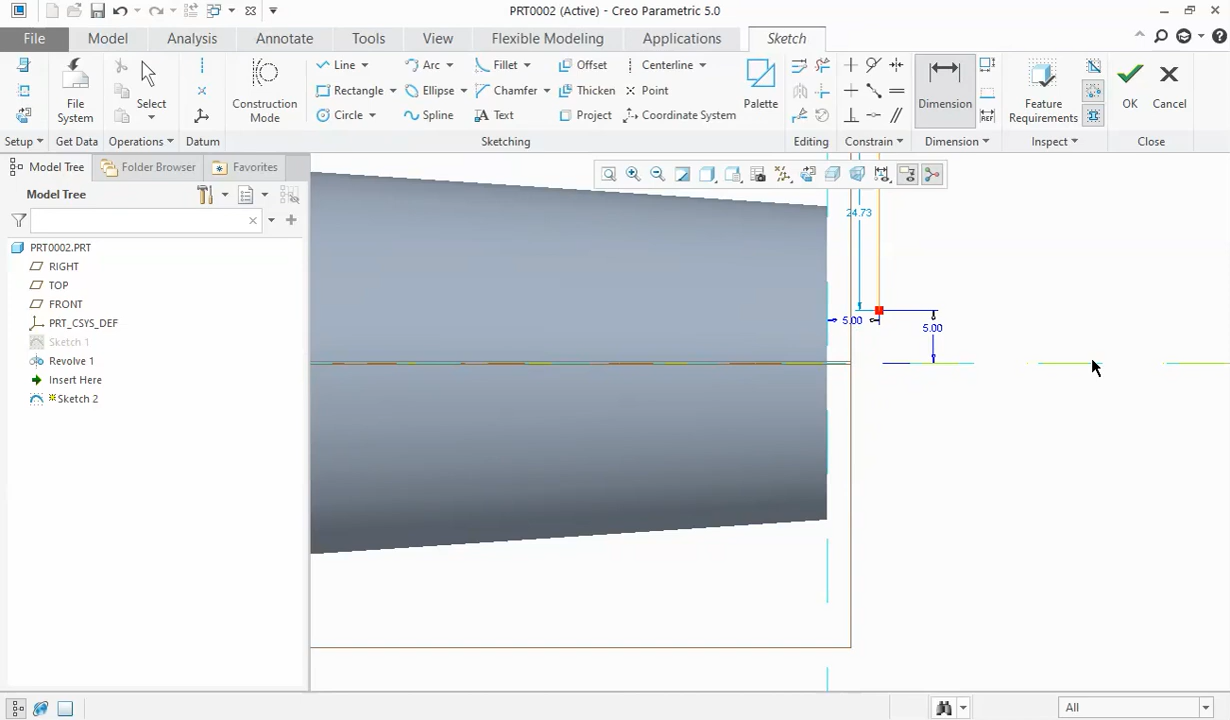 PRT0002 (Active) - Creo Parametric 5.0
File Model Analysis Annotate Tools View Flexible Modeling Applications Sketch
Line Arc Fillet Offset Centerline
Rectangle Ellipse Chamfer Thicken Point
Circle Spline Text Project Coordinate System
File System
Select
Construction Mode
Palette
Dimension
Feature Requirements
OK
Cancel
Setup Get Data Operations Datum Sketching Editing Constrain Dimension Inspect Close
Model Tree Folder Browser Favorites
Model Tree
PRT0002.PRT
RIGHT
TOP
FRONT
PRT_CSYS_DEF
Sketch 1
Revolve 1
Insert Here
Sketch 2
24.73
5.00
5.00
All